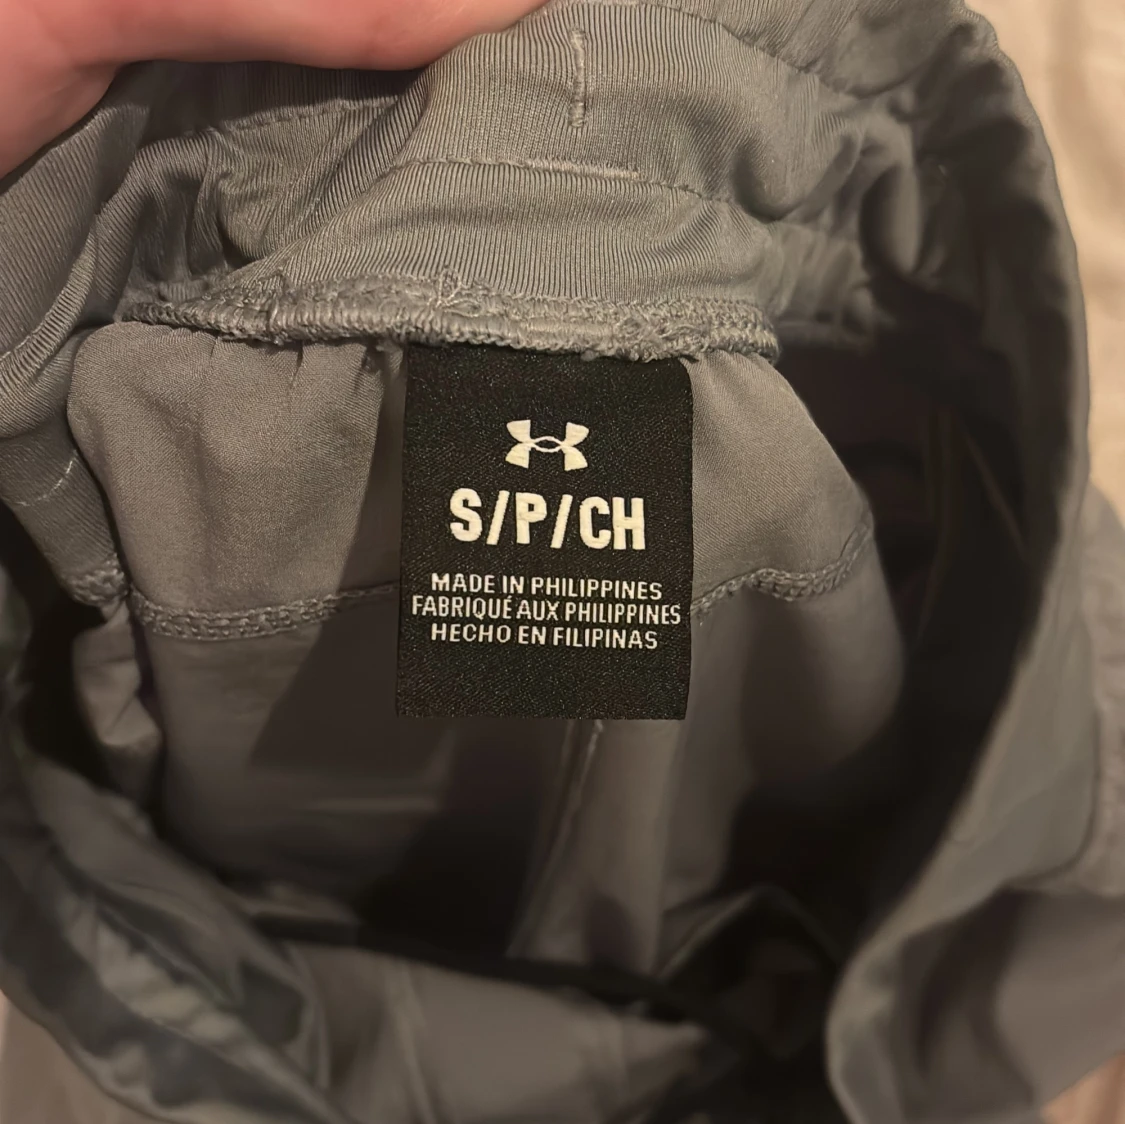 S/P/CH
MADE IN PHILIPPINES
FABRIQUÉ AUX PHILIPPINES
HECHO EN FILIPINAS